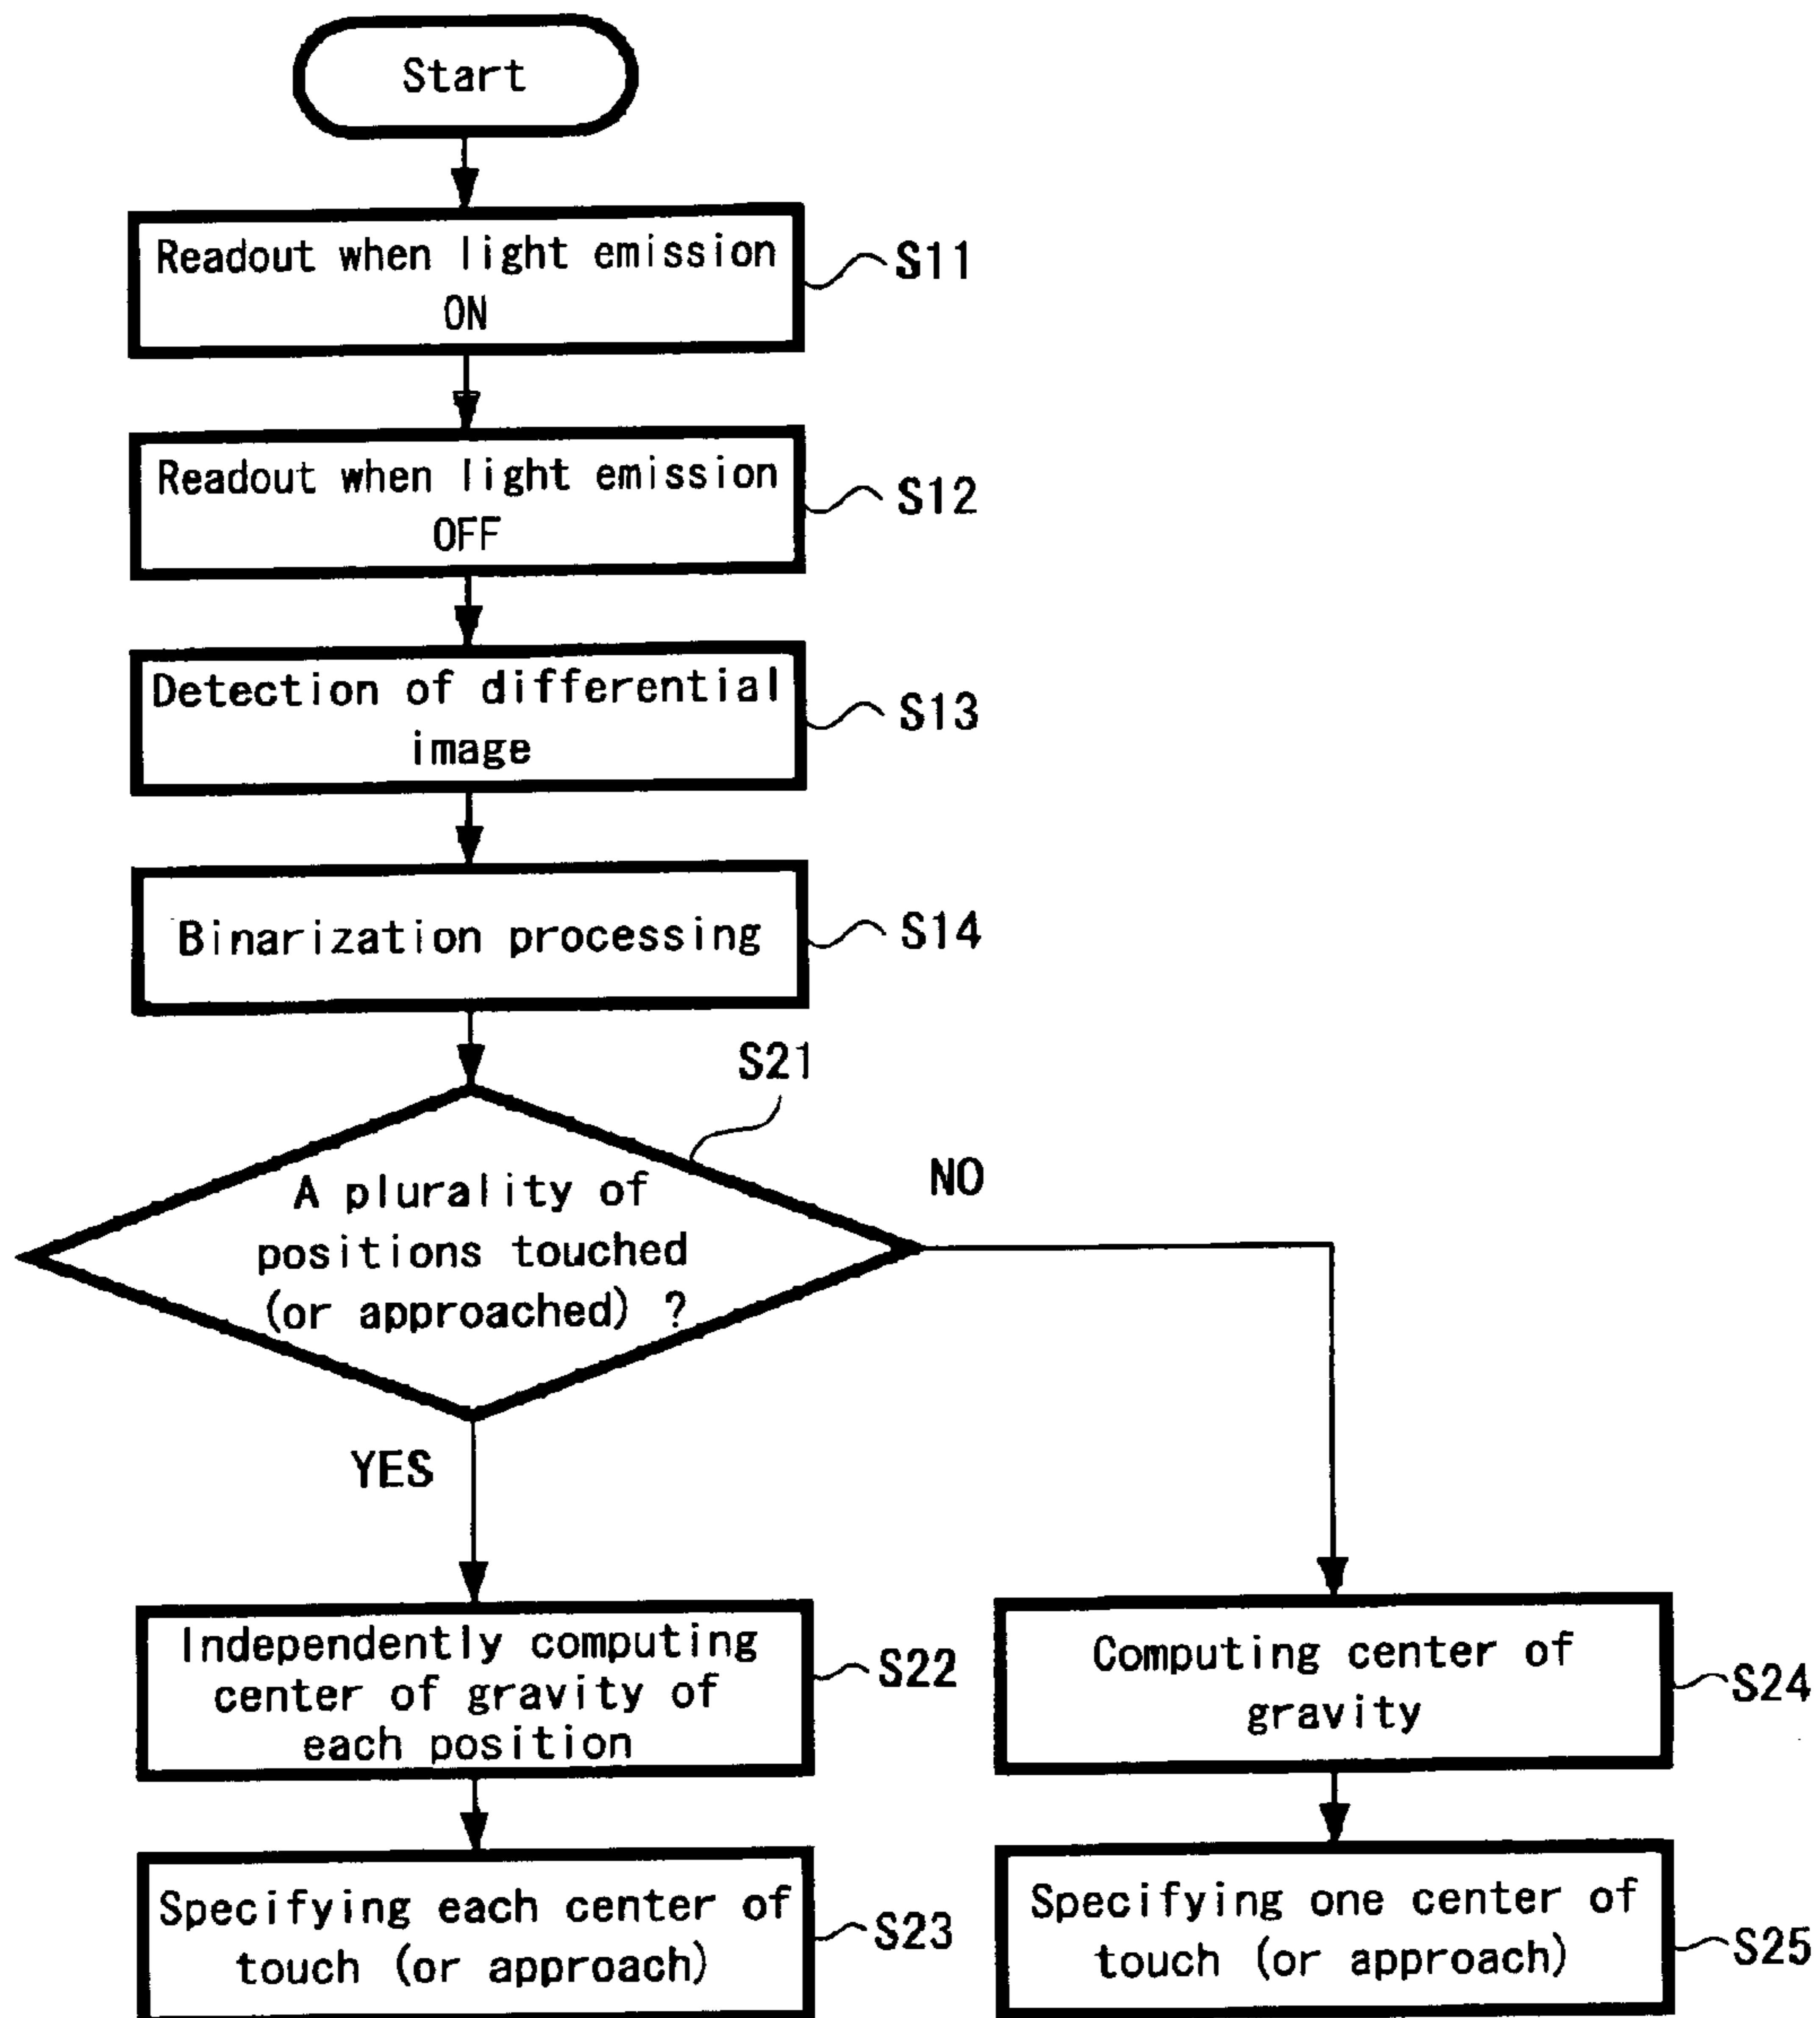 Start
Readout when light emission
ON
S11
Readout when light emission
OFF
S12
Detection of differential
image
S13
Binarization processing
S14
S21
A plurality of
positions touched
(or approached) ?
NO
YES
Independently computing
center of gravity of
each position
S22
Computing center of
gravity
S24
Specifying each center of
touch (or approach)
S23
Specifying one center of
touch (or approach)
S25